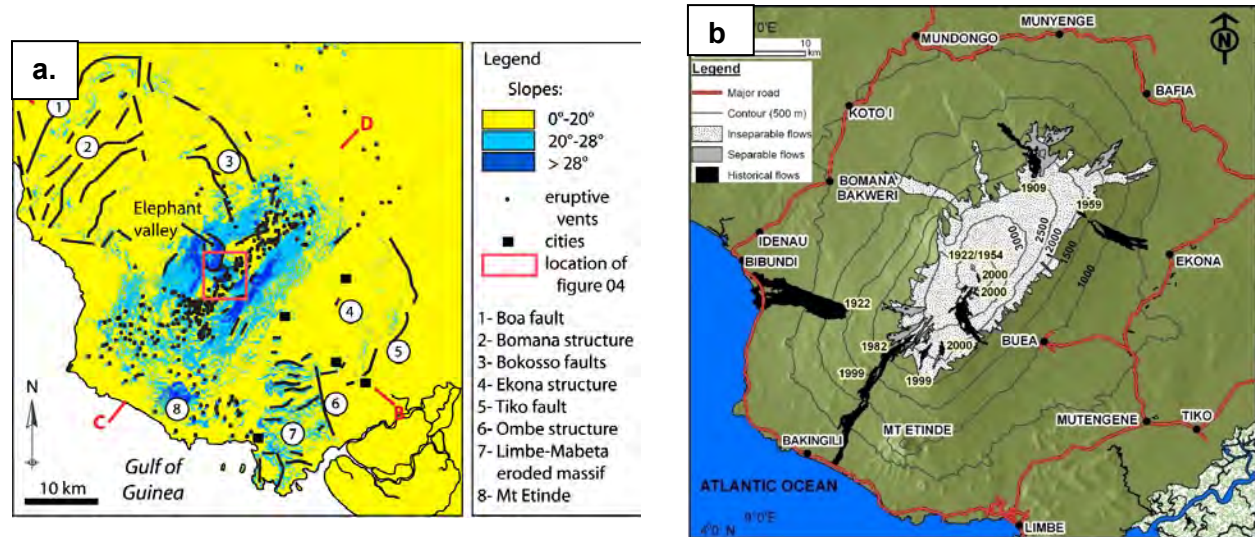 a.
Legend
Slopes:
0°-20°
20°-28°
> 28°
eruptive
vents
cities
location of
figure 04
1- Boa fault
2- Bomana structure
3- Bokosso faults
4- Ekona structure
5- Tiko fault
6- Ombe structure
7- Limbe-Mabeta
eroded massif
8- Mt Etinde
1
2
3
D
Elephant
valley
4
5
6
7
8
C
N
10 km
Gulf of
Guinea
b
0'E
10
km
Legend
Major road
Contour (500 m)
Inseparable flows
Separable flows
Historical flows
MUNYENGE
MUNDONGO
N
BAFIA
KOTO I
BOMANA
BAKWERI
1909
1959
IDENAU
BIBUNDI
3000
2500
2000
1500
1000
EKONA
1922/1954
2000
2000
1922
1982
2000
BUEA
1999
1999
MT ETINDE
MUTENGENE
TIKO
BAKINGILI
ATLANTIC OCEAN
9°0'E
4°0 N
LIMBE